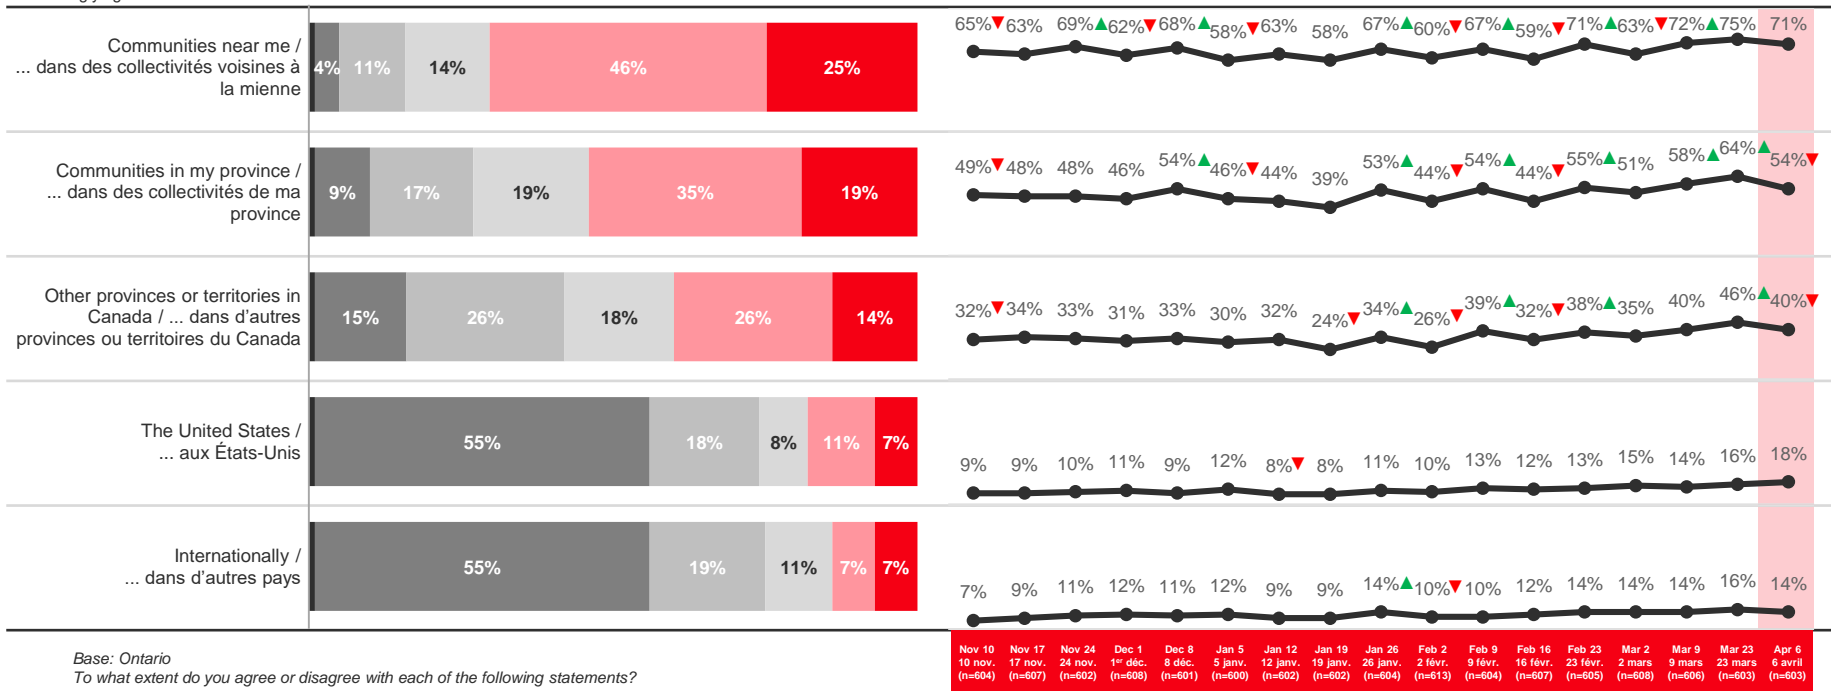 Communities near me /
... dans des collectivités voisines à
la mienne
4% 11% 14% 46% 25%
65% 63% 69% 62% 68% 58% 63% 58% 67% 60% 67% 59% 71% 63% 72% 75% 71%
Communities in my province /
... dans des collectivités de ma
province
9% 17% 19% 35% 19%
49% 48% 48% 46% 54% 46% 44% 39% 53% 44% 54% 44% 55% 51% 58% 64% 54%
Other provinces or territories in
Canada / ... dans d'autres
provinces ou territoires du Canada
15% 26% 18% 26% 14%
32% 34% 33% 31% 33% 30% 32% 24% 34% 26% 39% 32% 38% 35% 40% 46% 40%
The United States /
... aux États-Unis
55% 18% 8% 11% 7%
9% 9% 10% 11% 9% 12% 8% 8% 11% 10% 13% 12% 13% 15% 14% 16% 18%
Internationally /
... dans d'autres pays
55% 19% 11% 7% 7%
7% 9% 11% 12% 11% 12% 9% 9% 14% 10% 10% 12% 14% 14% 14% 16% 14%
Nov 10 Nov 17 Nov 24 Dec 1 Dec 8 Jan 5 Jan 12 Jan 19 Jan 26 Feb 2 Feb 9 Feb 16 Feb 23 Mar 2 Mar 9 Mar 23 Apr 6
10 nov. 17 nov. 24 nov. 1er déc. 8 déc. 5 janv. 12 janv. 19 janv. 26 janv. 2 févr. 9 févr. 16 févr. 23 févr. 2 mars 9 mars 23 mars 6 avril
(n=604) (n=607) (n=602) (n=608) (n=601) (n=600) (n=602) (n=602) (n=604) (n=613) (n=604) (n=607) (n=605) (n=608) (n=606) (n=603) (n=603)
Base: Ontario
To what extent do you agree or disagree with each of the following statements?